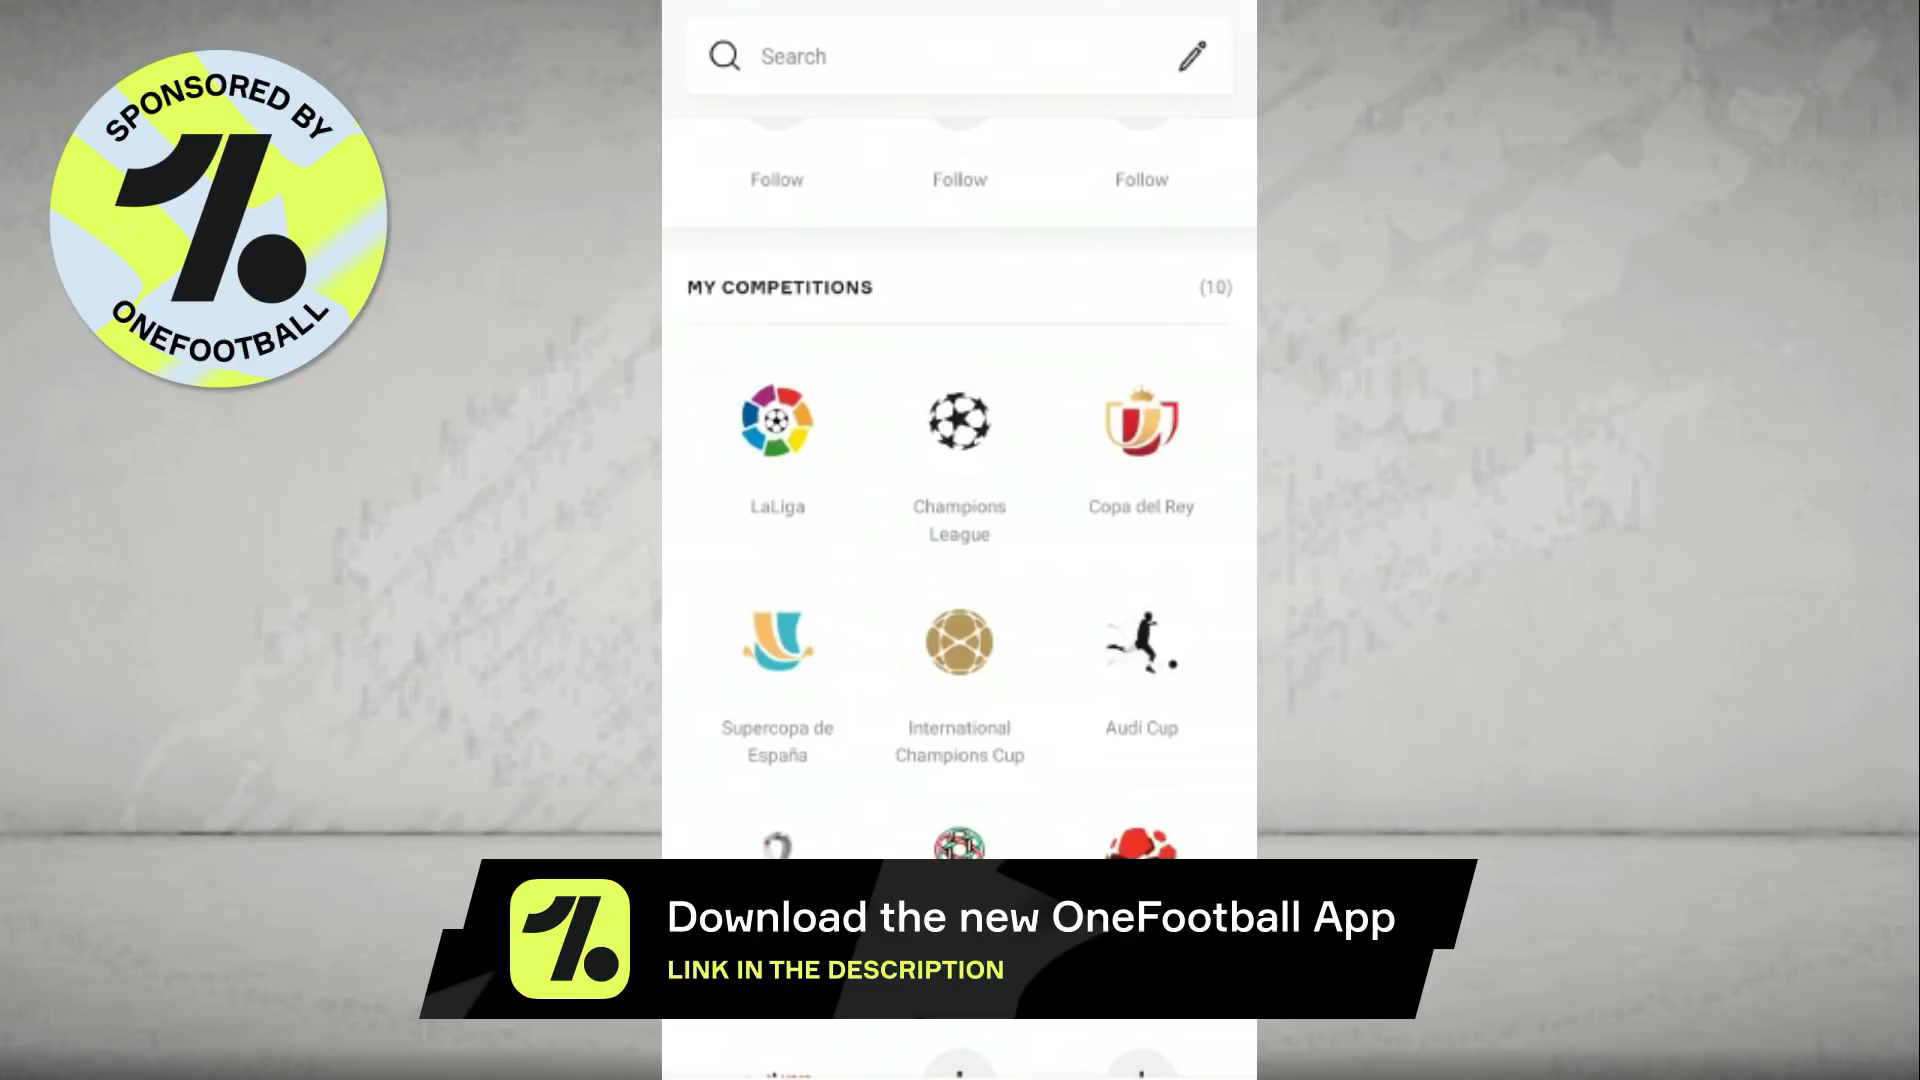 SPONSORED BY
ONEFOOTBALL
Search
Follow Follow Follow
MY COMPETITIONS (10)
LaLiga Champions Copa del Rey
League
Supercopa de International Audi Cup
España Champions Cup
Download the new OneFootball App
LINK IN THE DESCRIPTION